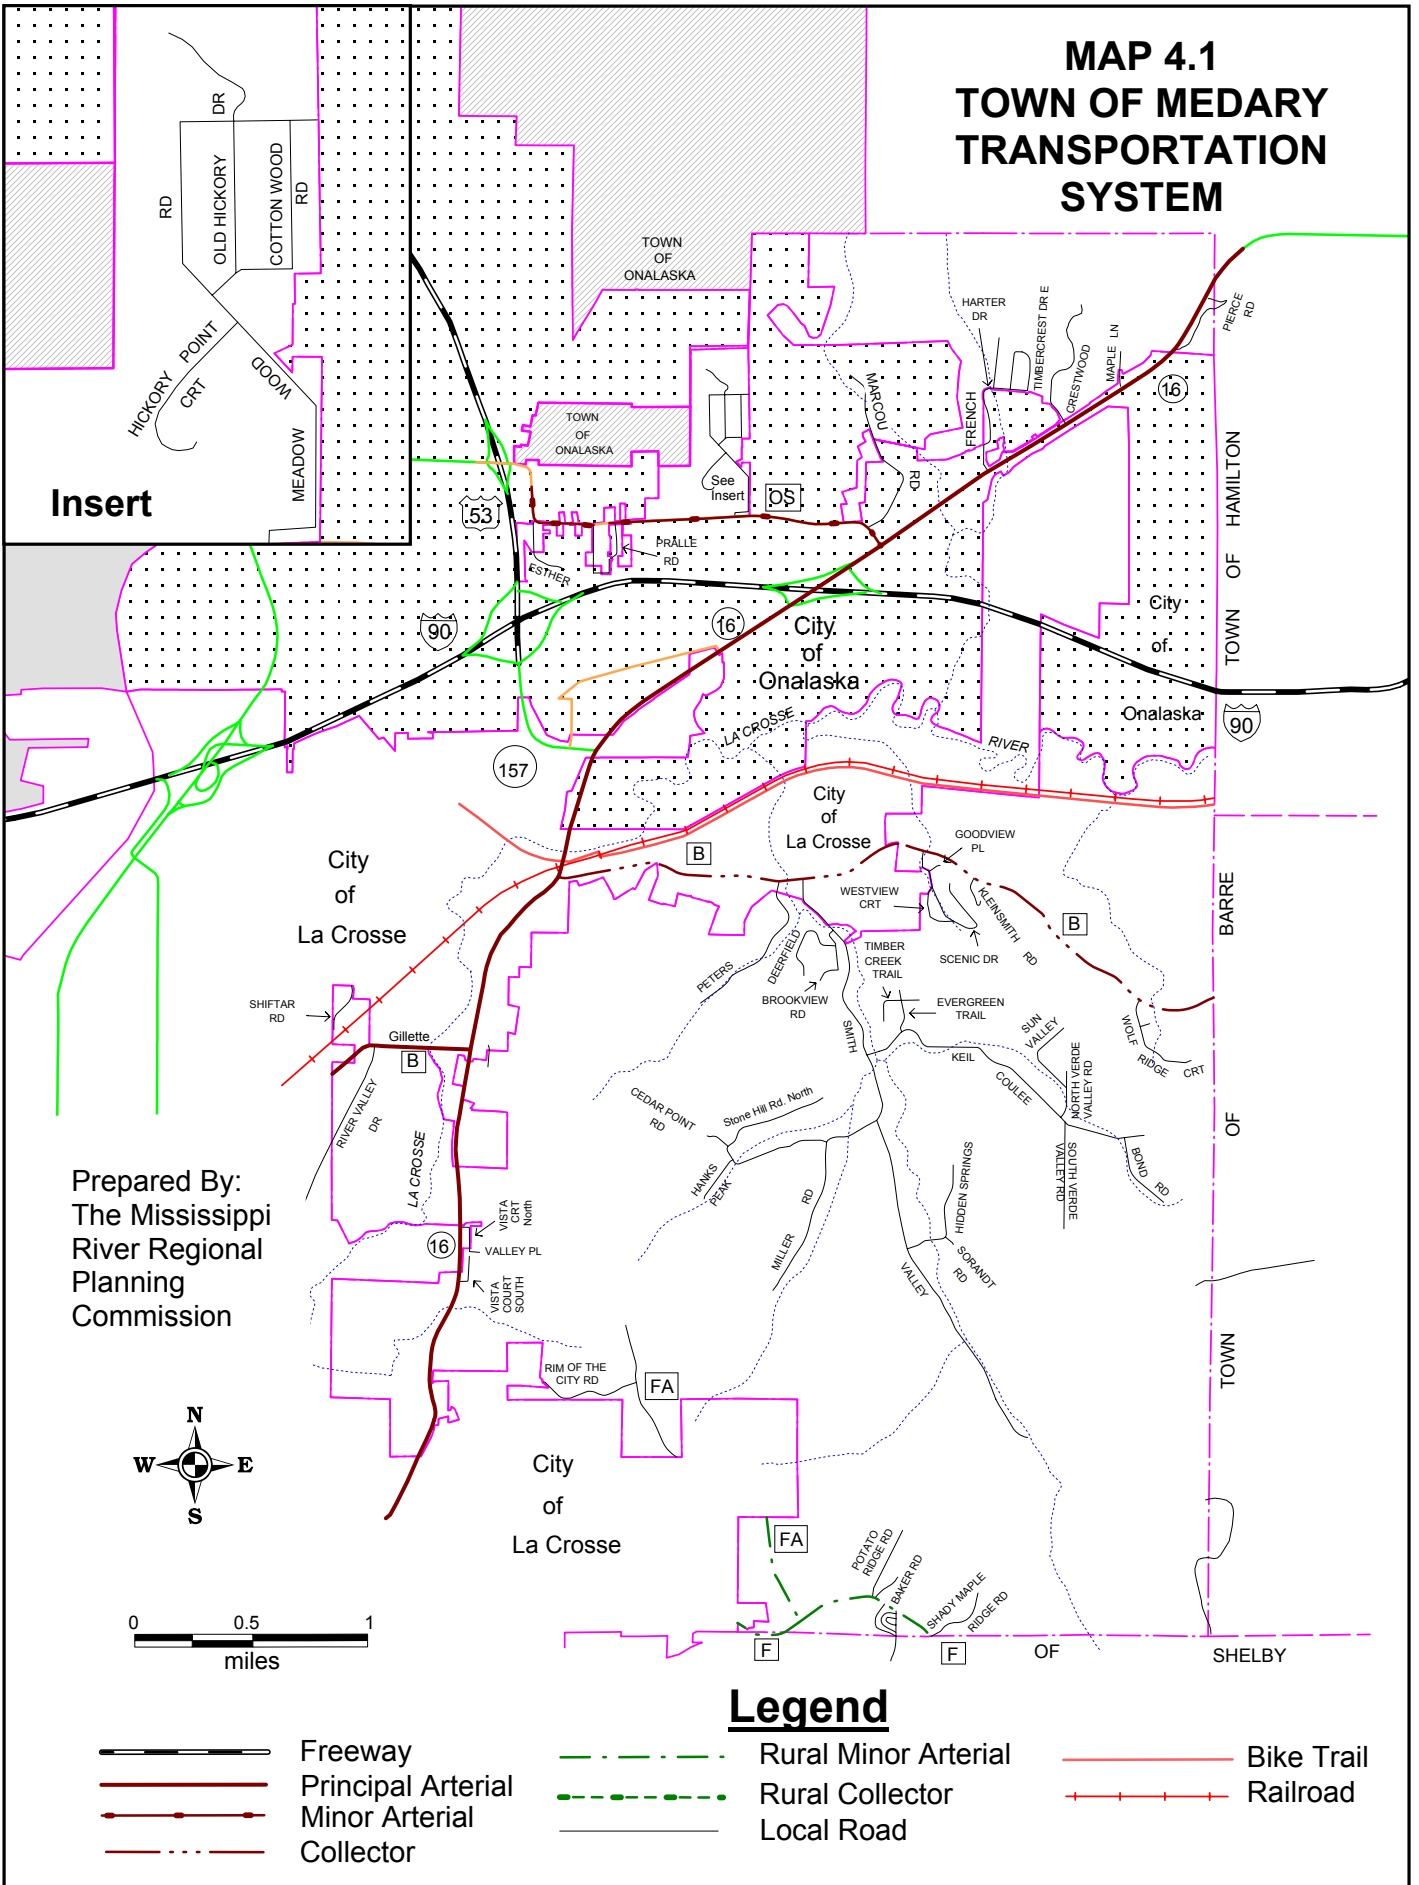 MAP 4.1
TOWN OF MEDARY
TRANSPORTATION
SYSTEM
DR
RD
OLD HICKORY
COTTON WOOD
RD
HICKORY POINT
CRT
WOOD
MEADOW
Insert
TOWN
OF
ONALASKA
HARTER
DR
TIMBERCREST DR E
CRESTWOOD
MAPLE LN
PIERCE
RD
16
MARCOU
RD
FRENCH
TOWN
OF
ONALASKA
See
Insert
OS
53
PRALLE
RD
ESTHER
TOWN OF HAMILTON
90
16
City
of
Onalaska
City
of
Onalaska
90
LA CROSSE
RIVER
157
City
of
La Crosse
B
GOODVIEW
PL
WESTVIEW
CRT
KLEINSMITH RD
SCENIC DR
B
City
of
La Crosse
PETERS
DEERFIELD
BROOKVIEW
RD
TIMBER
CREEK
TRAIL
EVERGREEN
TRAIL
SHIFTAR
RD
Gillette
B
SMITH
KEIL
COULEE
SUN
VALLEY
WOLF
RIDGE
CRT
NORTH VERDE
VALLEY RD
SOUTH VERDE
VALLEY RD
BOND
RD
TOWN OF BARRE
RIVER VALLEY
DR
LA CROSSE
CEDAR POINT
RD
Stone Hill Rd. North
HANKS
PEAK
MILLER
RD
HIDDEN SPRINGS
SORANDT
RD
VALLEY
Prepared By:
The Mississippi
River Regional
Planning
Commission
16
VISTA
CRT
North
VALLEY PL
VISTA
COURT
SOUTH
RIM OF THE
CITY RD
FA
N
W
E
S
City
of
La Crosse
FA
POTATO
RIDGE RD
BAKER RD
SHADY MAPLE
RIDGE RD
F
F
OF
SHELBY
0 0.5 1
miles
Legend
Freeway
Principal Arterial
Minor Arterial
Collector
Rural Minor Arterial
Rural Collector
Local Road
Bike Trail
Railroad